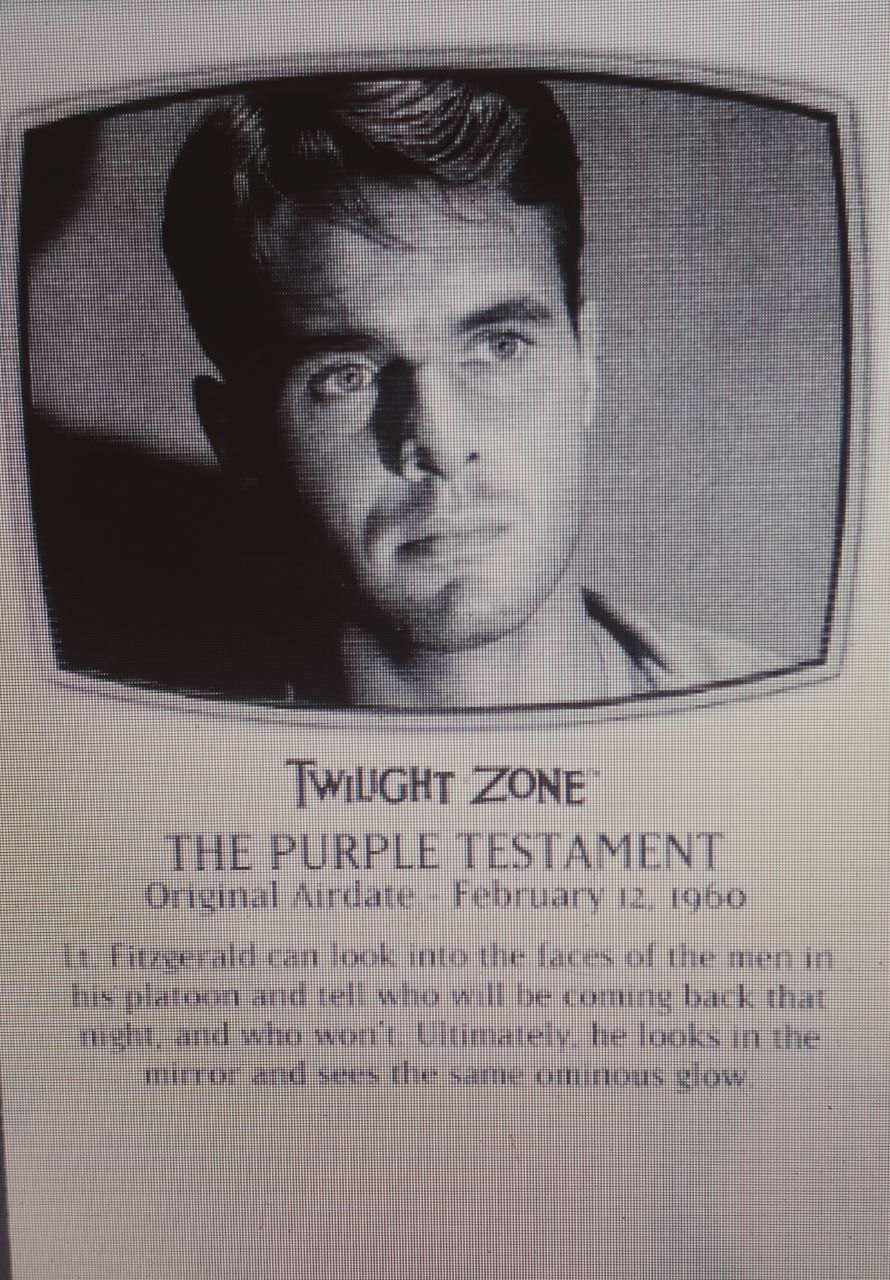 TWILIGHT ZONE™
THE PURPLE TESTAMENT
Original Airdate - February 12, 1960
Lt. Fitzgerald can look into the faces of the men in
his platoon and tell who will be coming back that
night, and who won't. Ultimately, he looks in the
mirror and sees the same ominous glow.